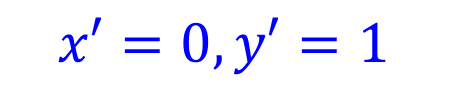 x′ = 0, y′ = 1